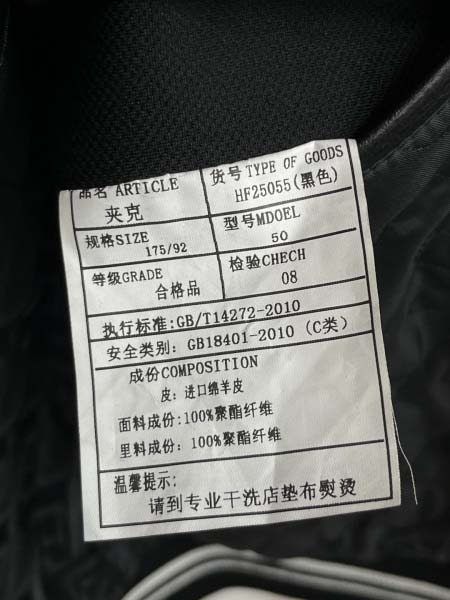 品名 ARTICLE 货号 TYPE OF GOODS
夹克 HF25055(黑色)
规格SIZE 型号MDOEL
175/92 50
等级GRADE 检验CHECH
合格品 08
执行标准:GB/T14272-2010
安全类别: GB18401-2010 (C类)
成份COMPOSITION
皮: 进口绵羊皮
面料成份:100%聚酯纤维
里料成份:100%聚酯纤维
温馨提示:
请到专业干洗店垫布熨烫